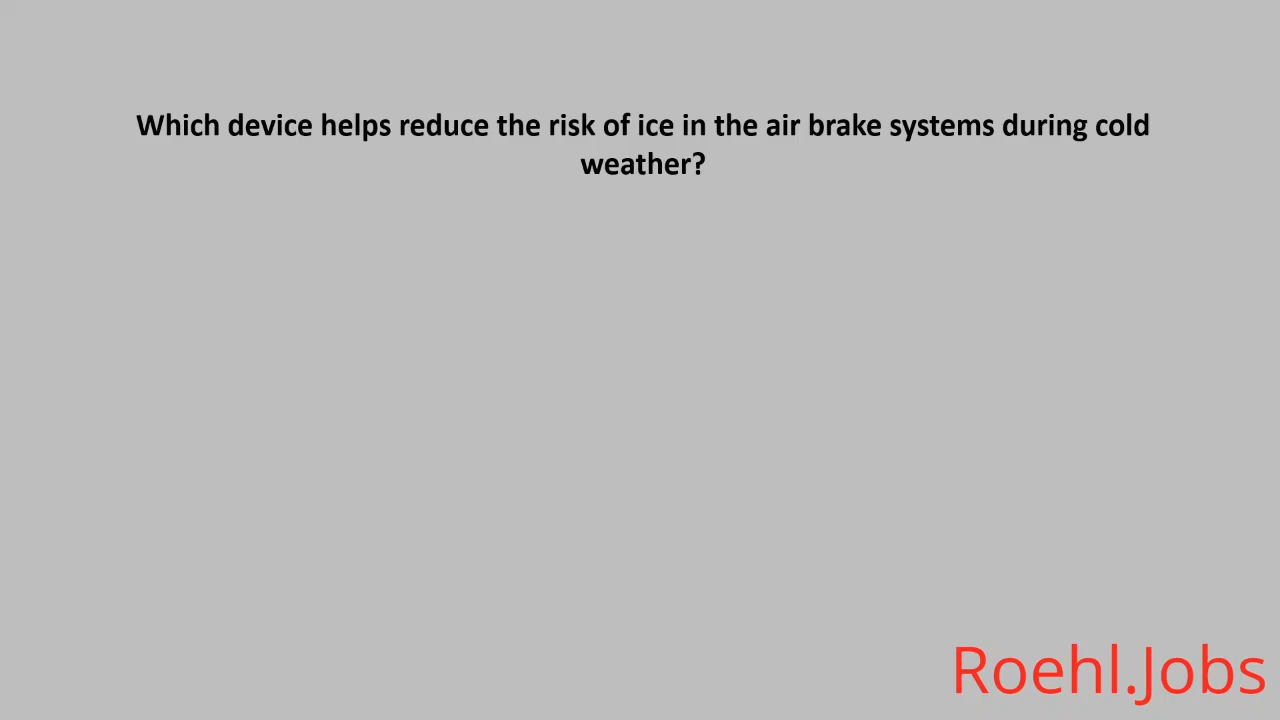 Which device helps reduce the risk of ice in the air brake systems during cold
weather?
Roehl.Jobs